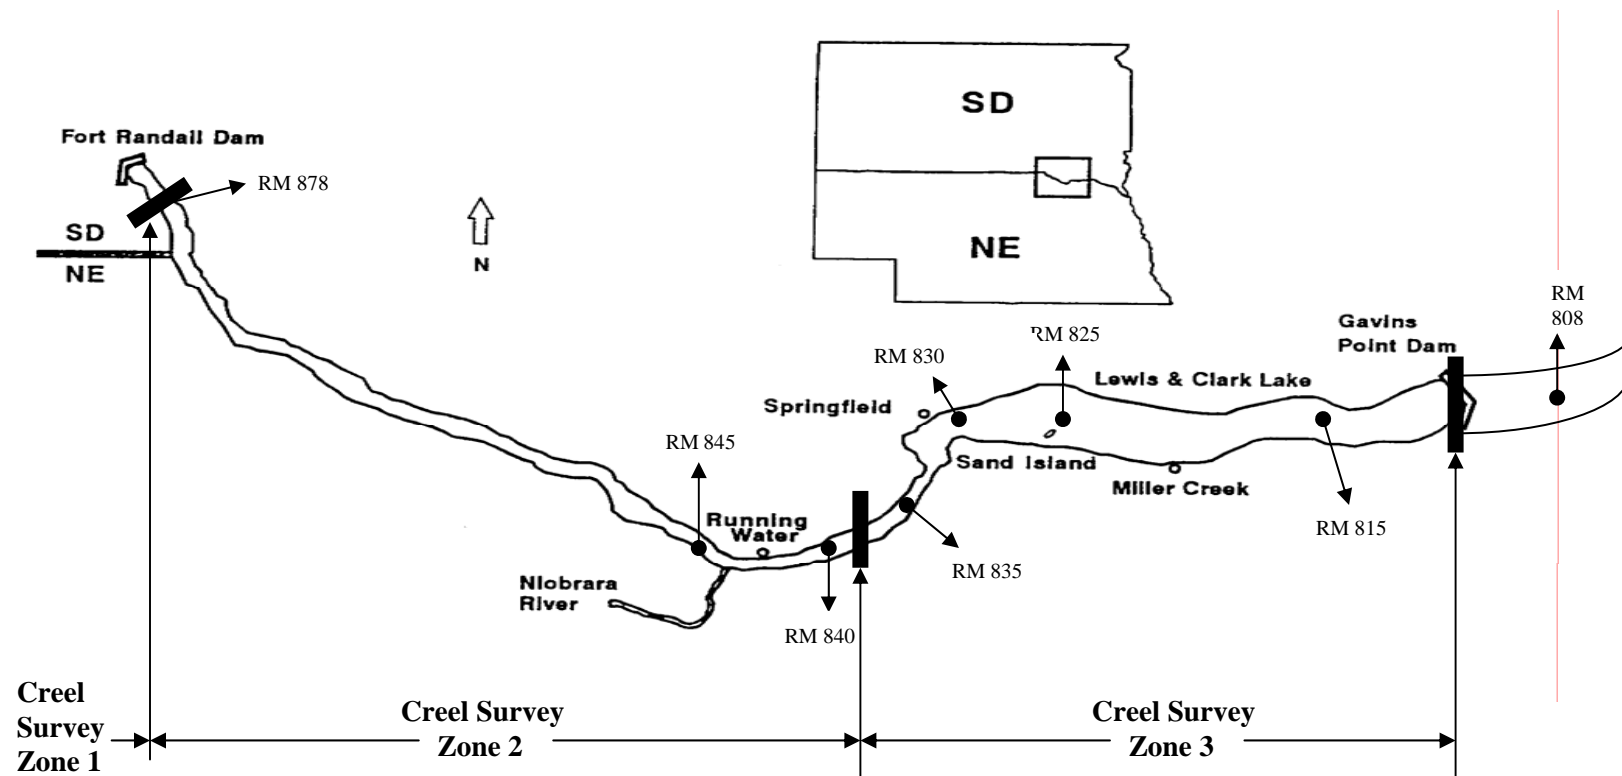 SD
NE
Fort Randall Dam
RM 878
SD
NE
N
RM
808
Gavins
Point Dam
RM 825
RM 830
Lewis & Clark Lake
Springfield
RM 845
Sand Island
Miller Creek
Running
Water
RM 815
RM 835
Niobrara
River
RM 840
Creel
Survey
Zone 1
Creel Survey
Zone 2
Creel Survey
Zone 3